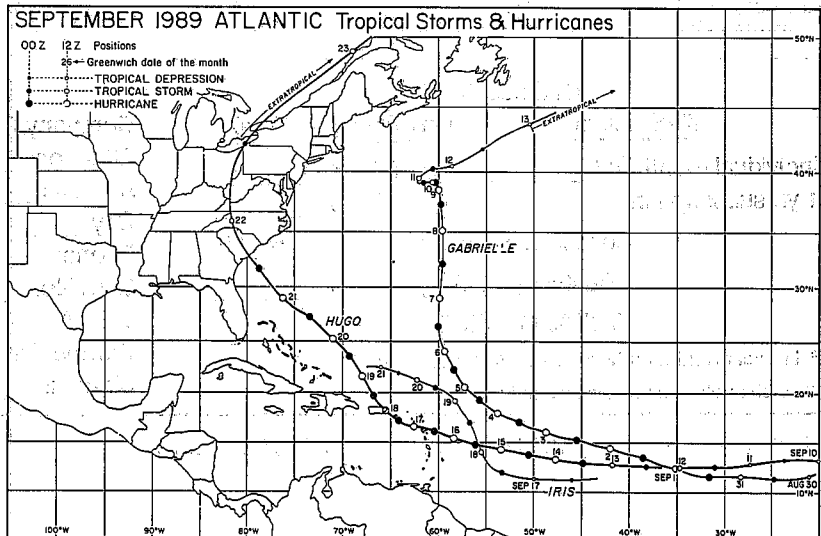 SEPTEMBER 1989 ATLANTIC Tropical Storms & Hurricanes
00 Z 12 Z Positions
26 Greenwich date of the month
TROPICAL DEPRESSION
TROPICAL STORM
HURRICANE
50°N
23
EXTRATROPICAL
13
EXTRATROPICAL
12
11
40°N
10
9
22
8
GABRIELLE
7
30°N
21
HUGO
20
6
21
20
5
20°N
19
19
4
18
17
3
16
15
18
14
2
13
12
11
SEP 10
SEP 1
31
AUG 30
SEP 17
IRIS
10°N
100°W
90°W
80°W
70°W
60°W
50°W
40°W
30°W